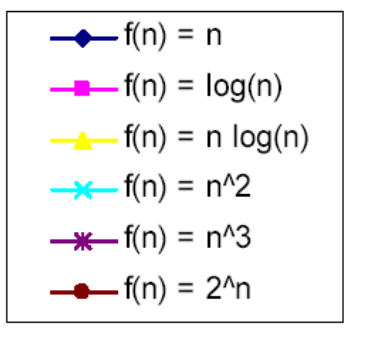 f(n) = n
f(n) = log(n)
f(n) = n log(n)
f(n) = n^2
f(n) = n^3
f(n) = 2^n